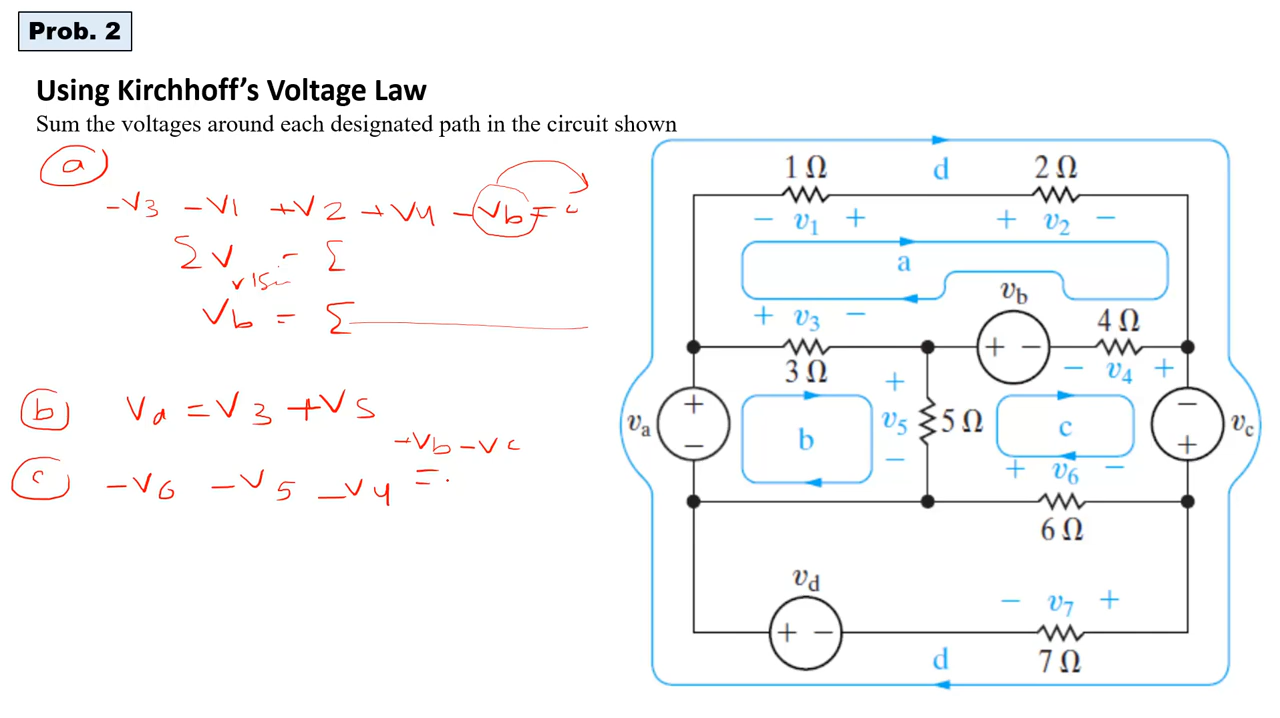 Prob. 2
Using Kirchhoff's Voltage Law
Sum the voltages around each designated path in the circuit shown
a
-V3 -V1 +V2 +V4 -Vb =
Σ V = Σ
Vb = Σ
b Va = V3 + V5
+Vb - Vc
-V6 -V5 -V4 =
1 Ω d 2 Ω
− v1 + + v2 −
a
+ v3 − vb 4 Ω
+ −
3 Ω − v4 +
+ + −
va v5 5 Ω vc
b c
− − +
+ v6 −
6 Ω
vd − v7 +
+ −
d 7 Ω